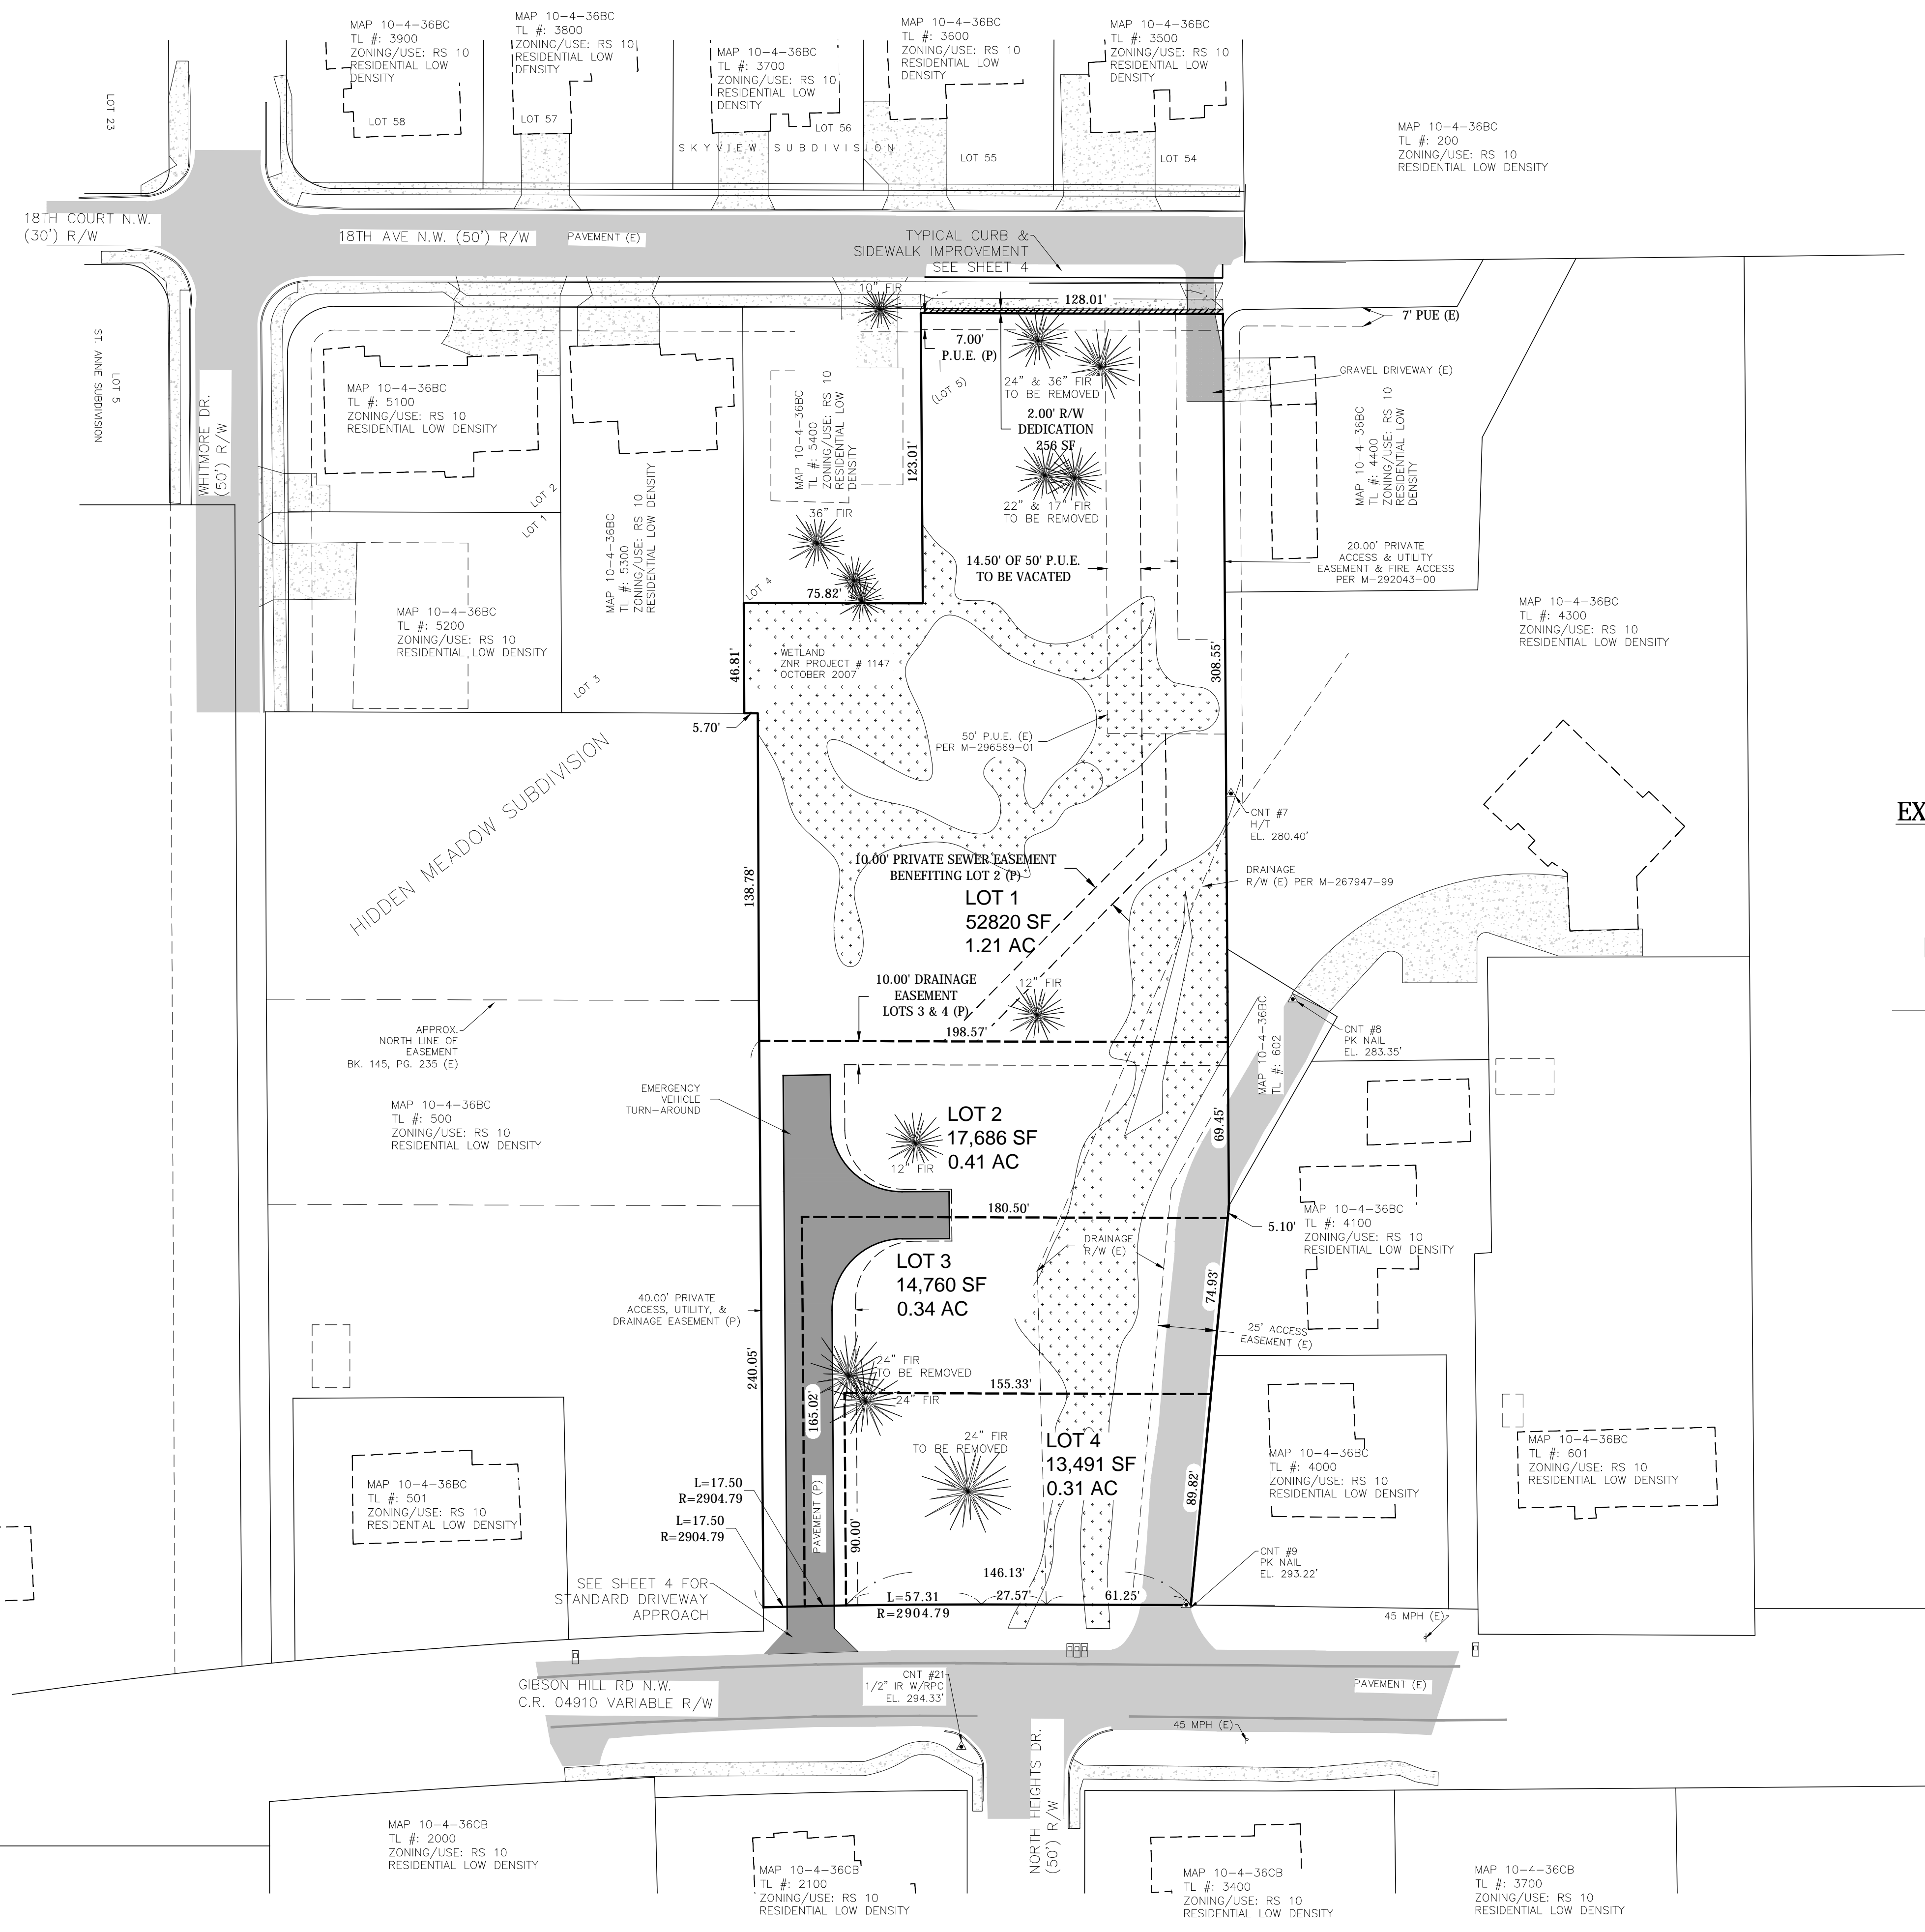 MAP 10-4-36BC
TL #: 3900
ZONING/USE: RS 10
RESIDENTIAL LOW
DENSITY
LOT 58
MAP 10-4-36BC
TL #: 3800
ZONING/USE: RS 10
RESIDENTIAL LOW
DENSITY
LOT 57
MAP 10-4-36BC
TL #: 3700
ZONING/USE: RS 10
RESIDENTIAL LOW
DENSITY
LOT 56
MAP 10-4-36BC
TL #: 3600
ZONING/USE: RS 10
RESIDENTIAL LOW
DENSITY
LOT 55
MAP 10-4-36BC
TL #: 3500
ZONING/USE: RS 10
RESIDENTIAL LOW
DENSITY
LOT 54
MAP 10-4-36BC
TL #: 200
ZONING/USE: RS 10
RESIDENTIAL LOW DENSITY
LOT 23
SKYVIEW SUBDIVISION
18TH COURT N.W.
(30') R/W
18TH AVE N.W. (50') R/W
PAVEMENT (E)
TYPICAL CURB &
SIDEWALK IMPROVEMENT
SEE SHEET 4
10" FIR
128.01'
7' PUE (E)
7.00'
P.U.E. (P)
(LOT 5)
24" & 36" FIR
TO BE REMOVED
2.00' R/W
DEDICATION
256 SF
GRAVEL DRIVEWAY (E)
LOT 5
ST. ANNE SUBDIVISION
WHITMORE DR.
(50') R/W
MAP 10-4-36BC
TL #: 5100
ZONING/USE: RS 10
RESIDENTIAL LOW DENSITY
LOT 2
LOT 1
MAP 10-4-36BC
TL #: 5300
ZONING/USE: RS 10
RESIDENTIAL LOW DENSITY
MAP 10-4-36BC
TL #: 5400
ZONING/USE: RS 10
RESIDENTIAL LOW
DENSITY
123.01'
MAP 10-4-36BC
TL #: 4400
ZONING/USE: RS 10
RESIDENTIAL LOW
DENSITY
22" & 17" FIR
TO BE REMOVED
36" FIR
14.50' OF 50' P.U.E.
TO BE VACATED
20.00' PRIVATE
ACCESS & UTILITY
EASEMENT & FIRE ACCESS
PER M-292043-00
LOT 4
75.82'
MAP 10-4-36BC
TL #: 5200
ZONING/USE: RS 10
RESIDENTIAL LOW DENSITY
LOT 3
MAP 10-4-36BC
TL #: 4300
ZONING/USE: RS 10
RESIDENTIAL LOW DENSITY
46.81'
WETLAND
ZNR PROJECT # 1147
OCTOBER 2007
308.55'
5.70'
50' P.U.E. (E)
PER M-296569-01
HIDDEN MEADOW SUBDIVISION
CNT #7
H/T
EL. 280.40'
EX
138.78'
10.00' PRIVATE SEWER EASEMENT
BENEFITING LOT 2 (P)
DRAINAGE
R/W (E) PER M-267947-99
LOT 1
52820 SF
1.21 AC
10.00' DRAINAGE
EASEMENT
LOTS 3 & 4 (P)
12" FIR
198.57'
APPROX.
NORTH LINE OF
EASEMENT
BK. 145, PG. 235 (E)
MAP 10-4-36BC
TL #: 602
CNT #8
PK NAIL
EL. 283.35'
EMERGENCY
VEHICLE
TURN-AROUND
MAP 10-4-36BC
TL #: 500
ZONING/USE: RS 10
RESIDENTIAL LOW DENSITY
LOT 2
17,686 SF
0.41 AC
12" FIR
69.45'
180.50'
5.10'
MAP 10-4-36BC
TL #: 4100
ZONING/USE: RS 10
RESIDENTIAL LOW DENSITY
DRAINAGE
R/W (E)
LOT 3
14,760 SF
0.34 AC
74.93'
40.00' PRIVATE
ACCESS, UTILITY, &
DRAINAGE EASEMENT (P)
25' ACCESS
EASEMENT (E)
240.05'
24" FIR
TO BE REMOVED
155.33'
24" FIR
165.02'
24" FIR
TO BE REMOVED
LOT 4
13,491 SF
0.31 AC
MAP 10-4-36BC
TL #: 4000
ZONING/USE: RS 10
RESIDENTIAL LOW DENSITY
MAP 10-4-36BC
TL #: 601
ZONING/USE: RS 10
RESIDENTIAL LOW DENSITY
MAP 10-4-36BC
TL #: 501
ZONING/USE: RS 10
RESIDENTIAL LOW DENSITY
L=17.50
R=2904.79
L=17.50
R=2904.79
PAVEMENT (P)
90.00'
89.82'
CNT #9
PK NAIL
EL. 293.22'
146.13'
SEE SHEET 4 FOR
STANDARD DRIVEWAY
APPROACH
L=57.31
R=2904.79
27.57'
61.25'
45 MPH (E)
GIBSON HILL RD N.W.
C.R. 04910 VARIABLE R/W
CNT #21
1/2" IR W/RPC
EL. 294.33'
PAVEMENT (E)
45 MPH (E)
NORTH HEIGHTS DR.
(50') R/W
MAP 10-4-36CB
TL #: 2000
ZONING/USE: RS 10
RESIDENTIAL LOW DENSITY
MAP 10-4-36CB
TL #: 2100
ZONING/USE: RS 10
RESIDENTIAL LOW DENSITY
MAP 10-4-36CB
TL #: 3400
ZONING/USE: RS 10
RESIDENTIAL LOW DENSITY
MAP 10-4-36CB
TL #: 3700
ZONING/USE: RS 10
RESIDENTIAL LOW DENSITY